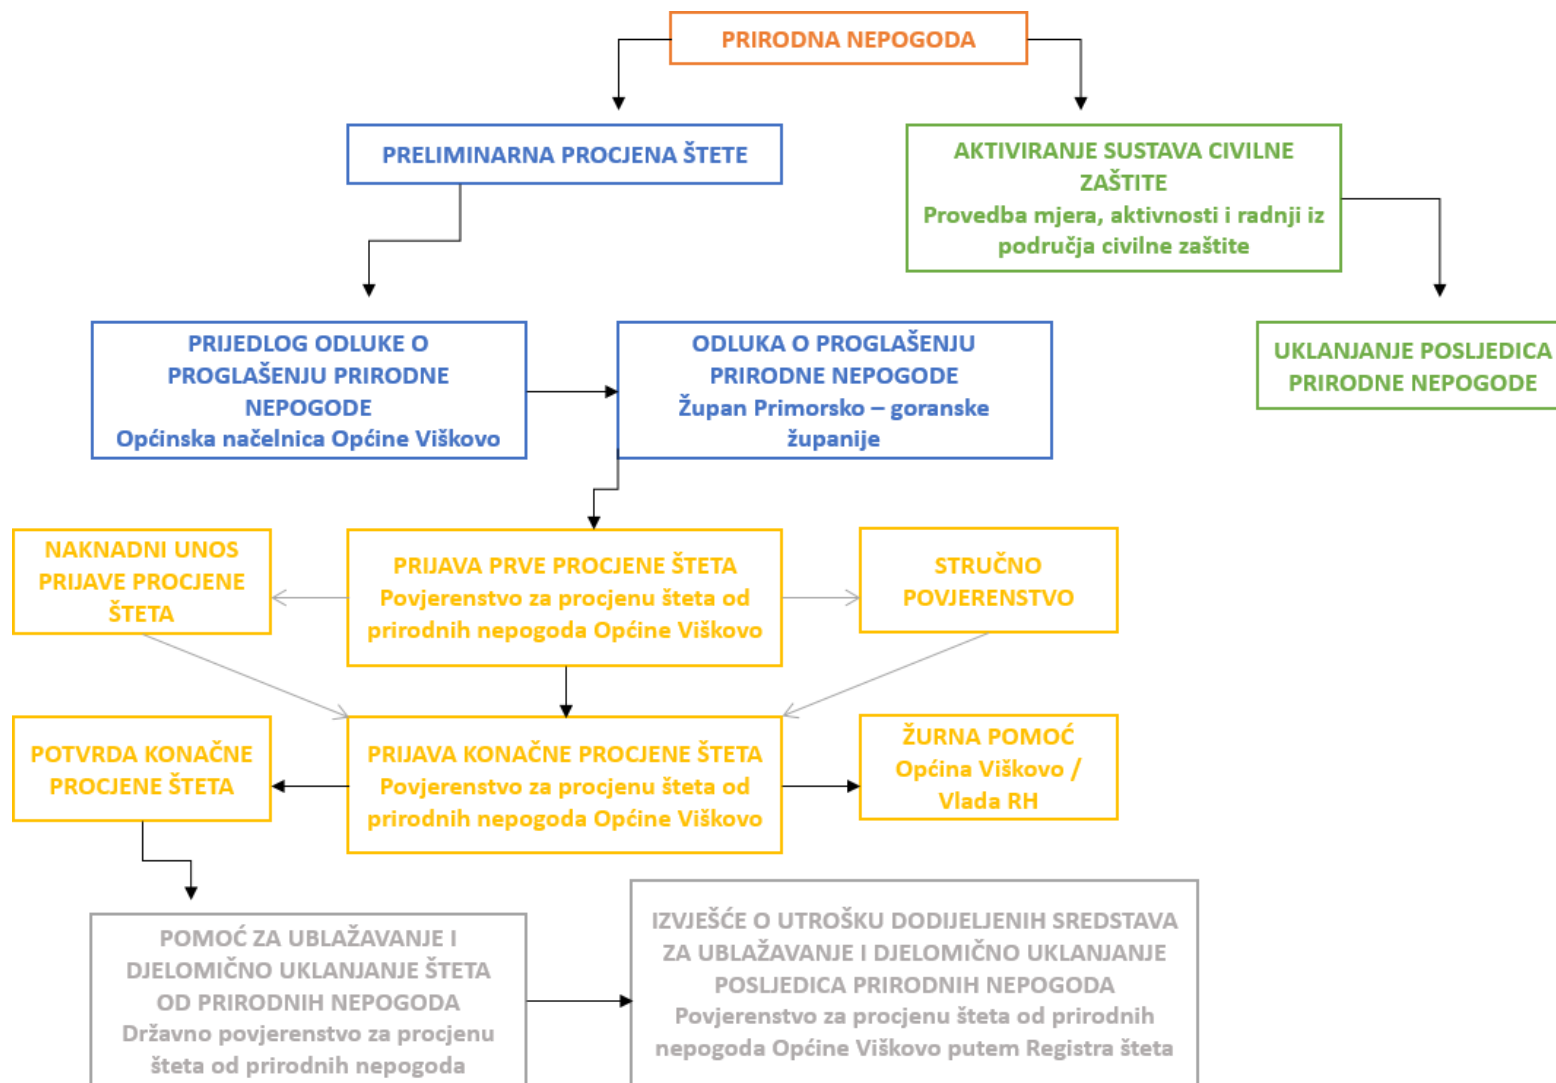 PRIRODNA NEPOGODA
PRELIMINARNA PROCJENA ŠTETE
AKTIVIRANJE SUSTAVA CIVILNE
ZAŠTITE
Provedba mjera, aktivnosti i radnji iz
područja civilne zaštite
PRIJEDLOG ODLUKE O
PROGLAŠENJU PRIRODNE
NEPOGODE
Općinska načelnica Općine Viškovo
ODLUKA O PROGLAŠENJU
PRIRODNE NEPOGODE
Župan Primorsko – goranske
županije
UKLANJANJE POSLJEDICA
PRIRODNE NEPOGODE
NAKNADNI UNOS
PRIJAVE PROCJENE
ŠTETA
PRIJAVA PRVE PROCJENE ŠTETA
Povjerenstvo za procjenu šteta od
prirodnih nepogoda Općine Viškovo
STRUČNO
POVJERENSTVO
POTVRDA KONAČNE
PROCJENE ŠTETA
PRIJAVA KONAČNE PROCJENE ŠTETA
Povjerenstvo za procjenu šteta od
prirodnih nepogoda Općine Viškovo
ŽURNA POMOĆ
Općina Viškovo /
Vlada RH
POMOĆ ZA UBLAŽAVANJE I
DJELOMIČNO UKLANJANJE ŠTETA
OD PRIRODNIH NEPOGODA
Državno povjerenstvo za procjenu
šteta od prirodnih nepogoda
IZVJEŠĆE O UTROŠKU DODIJELJENIH SREDSTAVA
ZA UBLAŽAVANJE I DJELOMIČNO UKLANJANJE
POSLJEDICA PRIRODNIH NEPOGODA
Povjerenstvo za procjenu šteta od prirodnih
nepogoda Općine Viškovo putem Registra šteta